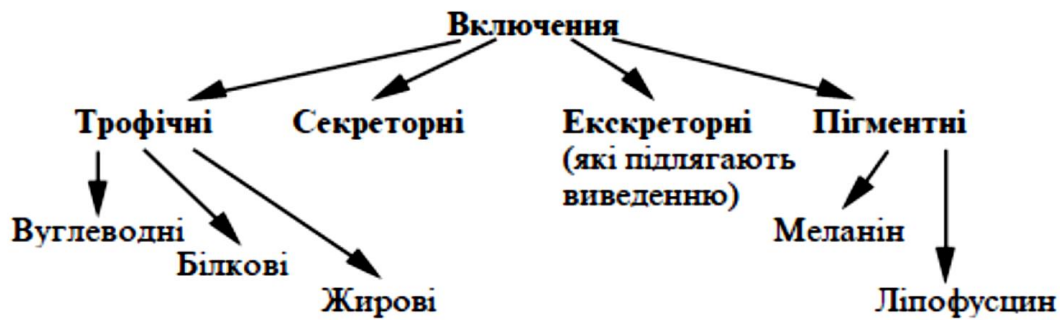 Включення
Трофічні Секреторні Екскреторні Пігментні
(які підлягають
виведенню)
Вуглеводні Меланін
Білкові
Жирові Ліпофусцин